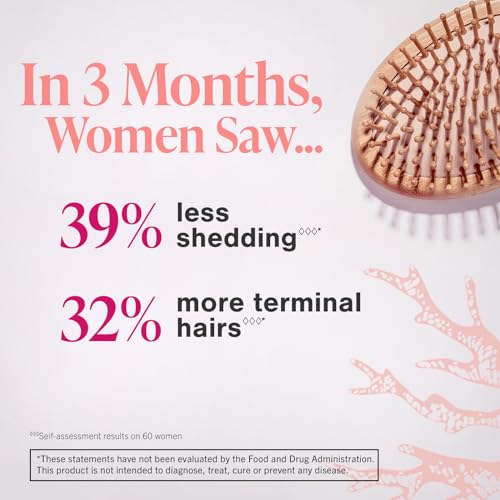 In 3 Months,
Women Saw...
39% less
shedding◊◊◊*
32% more terminal
hairs◊◊◊*
◊◊◊Self-assessment results on 60 women
*These statements have not been evaluated by the Food and Drug Administration.
This product is not intended to diagnose, treat, cure or prevent any disease.